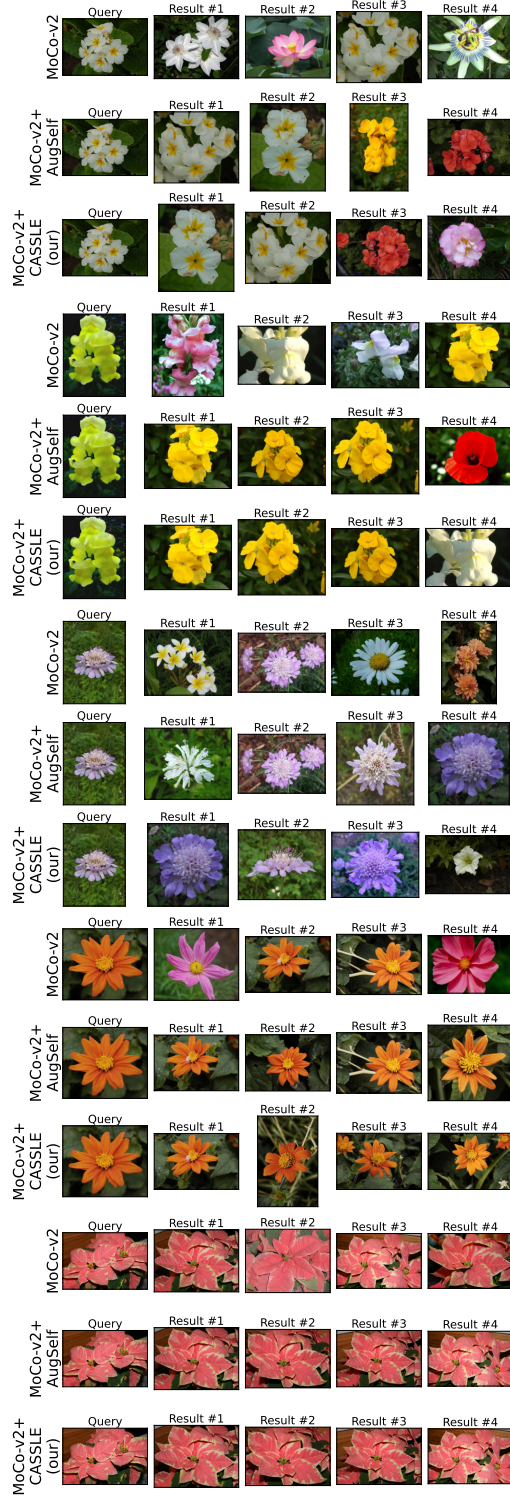 MoCo-v2
Query
Result #1
Result #2
Result #3
Result #4
MoCo-v2+
AugSelf
Query
Result #1
Result #2
Result #3
Result #4
MoCo-v2+
CASSLE
(our)
Query
Result #1
Result #2
Result #3
Result #4
MoCo-v2
Query
Result #1
Result #2
Result #3
Result #4
MoCo-v2+
AugSelf
Query
Result #1
Result #2
Result #3
Result #4
MoCo-v2+
CASSLE
(our)
Query
Result #1
Result #2
Result #3
Result #4
MoCo-v2
Query
Result #1
Result #2
Result #3
Result #4
MoCo-v2+
AugSelf
Query
Result #1
Result #2
Result #3
Result #4
MoCo-v2+
CASSLE
(our)
Query
Result #1
Result #2
Result #3
Result #4
MoCo-v2
Query
Result #1
Result #2
Result #3
Result #4
MoCo-v2+
AugSelf
Query
Result #1
Result #2
Result #3
Result #4
MoCo-v2+
CASSLE
(our)
Query
Result #1
Result #2
Result #3
Result #4
MoCo-v2
Query
Result #1
Result #2
Result #3
Result #4
MoCo-v2+
AugSelf
Query
Result #1
Result #2
Result #3
Result #4
MoCo-v2+
CASSLE
(our)
Query
Result #1
Result #2
Result #3
Result #4